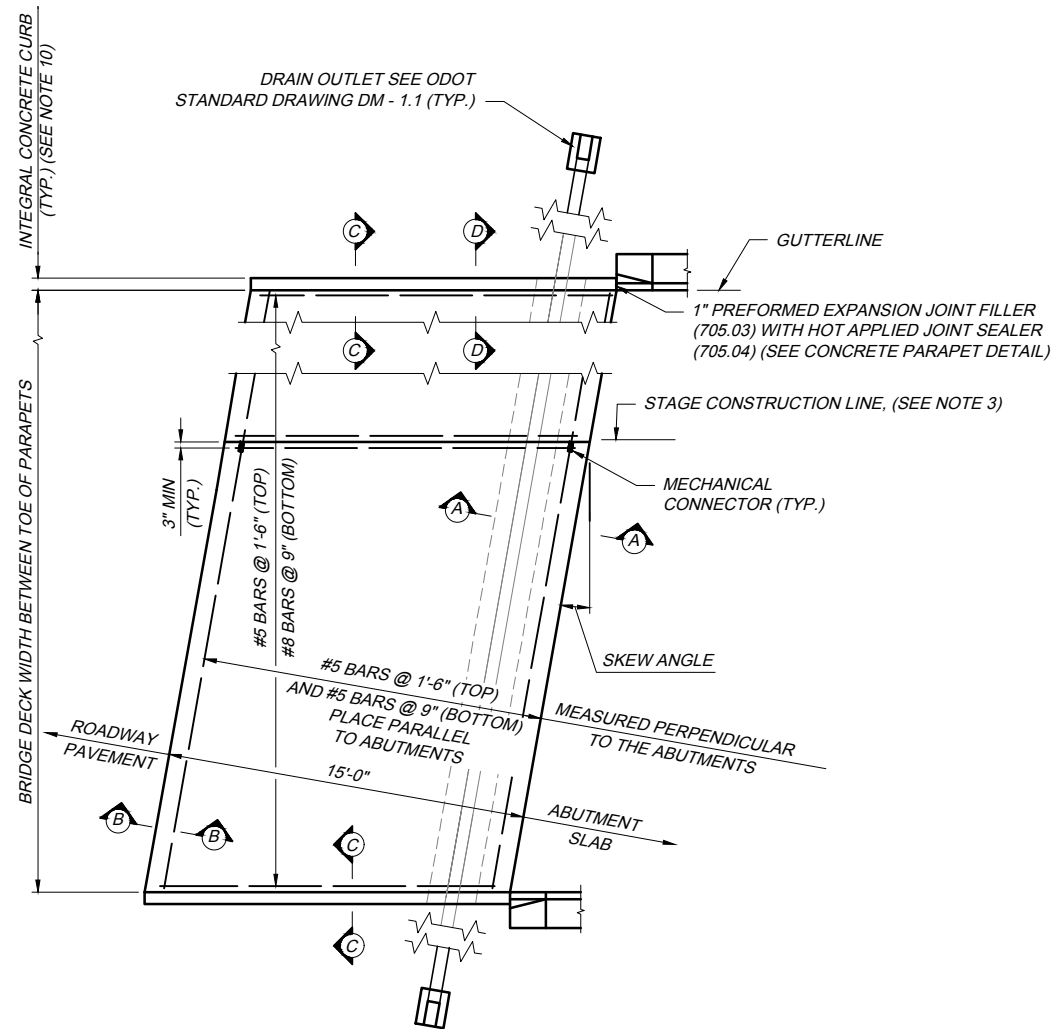 INTEGRAL CONCRETE CURB
(TYP.) (SEE NOTE 10)
DRAIN OUTLET SEE ODOT
STANDARD DRAWING DM - 1.1 (TYP.)
C
D
GUTTERLINE
1" PREFORMED EXPANSION JOINT FILLER
(705.03) WITH HOT APPLIED JOINT SEALER
(705.04) (SEE CONCRETE PARAPET DETAIL)
C
D
STAGE CONSTRUCTION LINE, (SEE NOTE 3)
BRIDGE DECK WIDTH BETWEEN TOE OF PARAPETS
3" MIN
(TYP.)
#5 BARS @ 1'-6" (TOP)
#8 BARS @ 9" (BOTTOM)
MECHANICAL
CONNECTOR (TYP.)
A
A
SKEW ANGLE
#5 BARS @ 1'-6" (TOP)
AND #5 BARS @ 9" (BOTTOM)
PLACE PARALLEL
TO ABUTMENTS
MEASURED PERPENDICULAR
TO THE ABUTMENTS
ROADWAY
PAVEMENT
15'-0"
ABUTMENT
SLAB
B
B
C
C